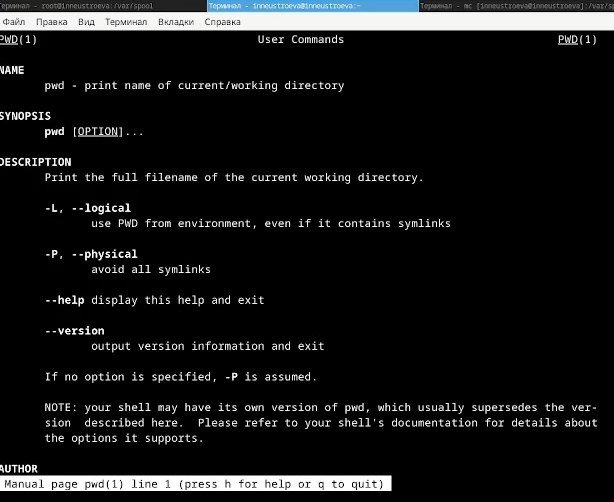 Терминал - root@inneustroeva:/var/spool Терминал - inneustroeva@inneustroeva:~ Терминал - mc [inneustroeva@inneustroeva]:/var/sp
Файл Правка Вид Терминал Вкладки Справка
PWD(1) User Commands PWD(1)
NAME
pwd - print name of current/working directory
SYNOPSIS
pwd [OPTION]...
DESCRIPTION
Print the full filename of the current working directory.
-L, --logical
use PWD from environment, even if it contains symlinks
-P, --physical
avoid all symlinks
--help display this help and exit
--version
output version information and exit
If no option is specified, -P is assumed.
NOTE: your shell may have its own version of pwd, which usually supersedes the ver-
sion described here. Please refer to your shell's documentation for details about
the options it supports.
AUTHOR
Manual page pwd(1) line 1 (press h for help or q to quit)